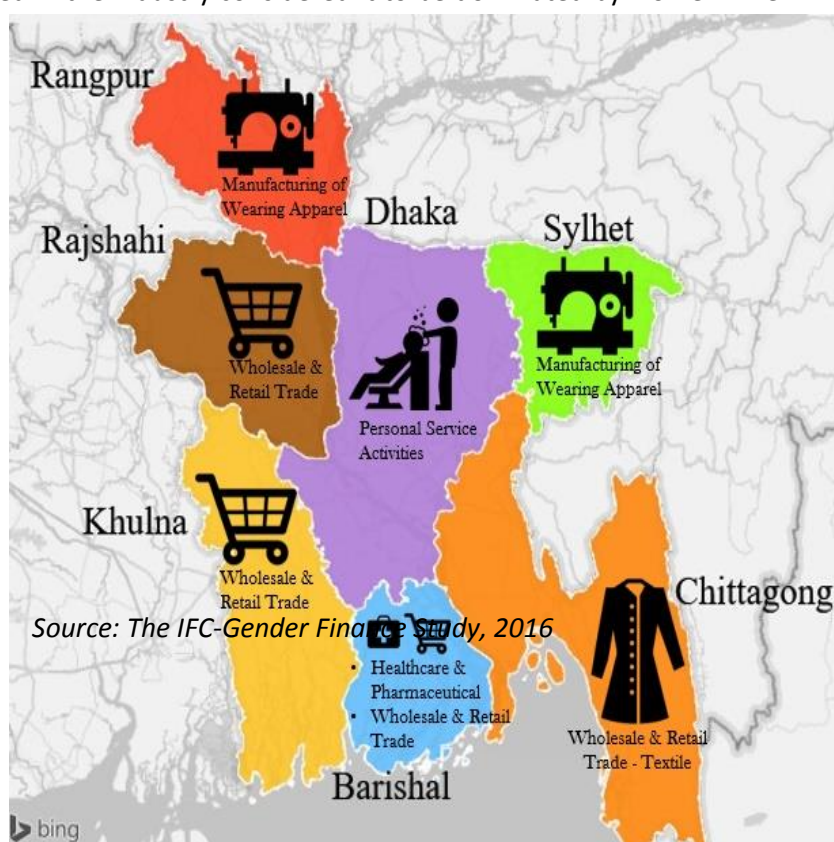 Rangpur
Manufacturing of
Wearing Apparel
Dhaka
Sylhet
Rajshahi
Manufacturing of
Wearing Apparel
Wholesale &
Retail Trade
Personal Service
Activities
Khulna
Wholesale &
Retail Trade
Chittagong
Source: The IFC-Gender Finance Study, 2016
• Healthcare &
Pharmaceutical
• Wholesale & Retail
Trade
Wholesale & Retail
Trade - Textile
Barishal
bing